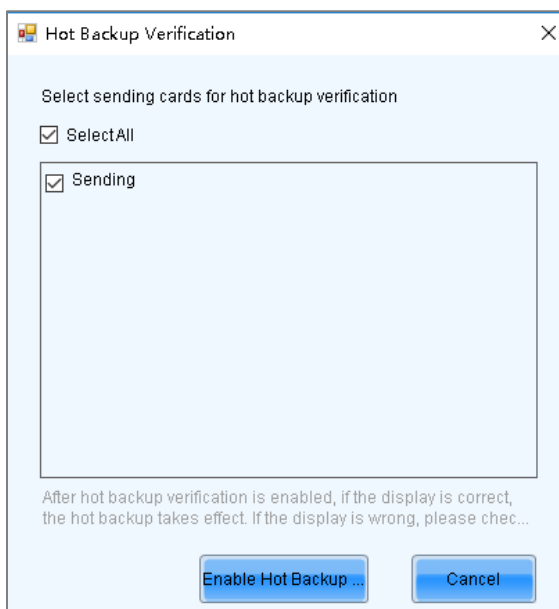 Hot Backup Verification
Select sending cards for hot backup verification
SelectAll
Sending
After hot backup verification is enabled, if the display is correct,
the hot backup takes effect. If the display is wrong, please chec...
Enable Hot Backup ...
Cancel